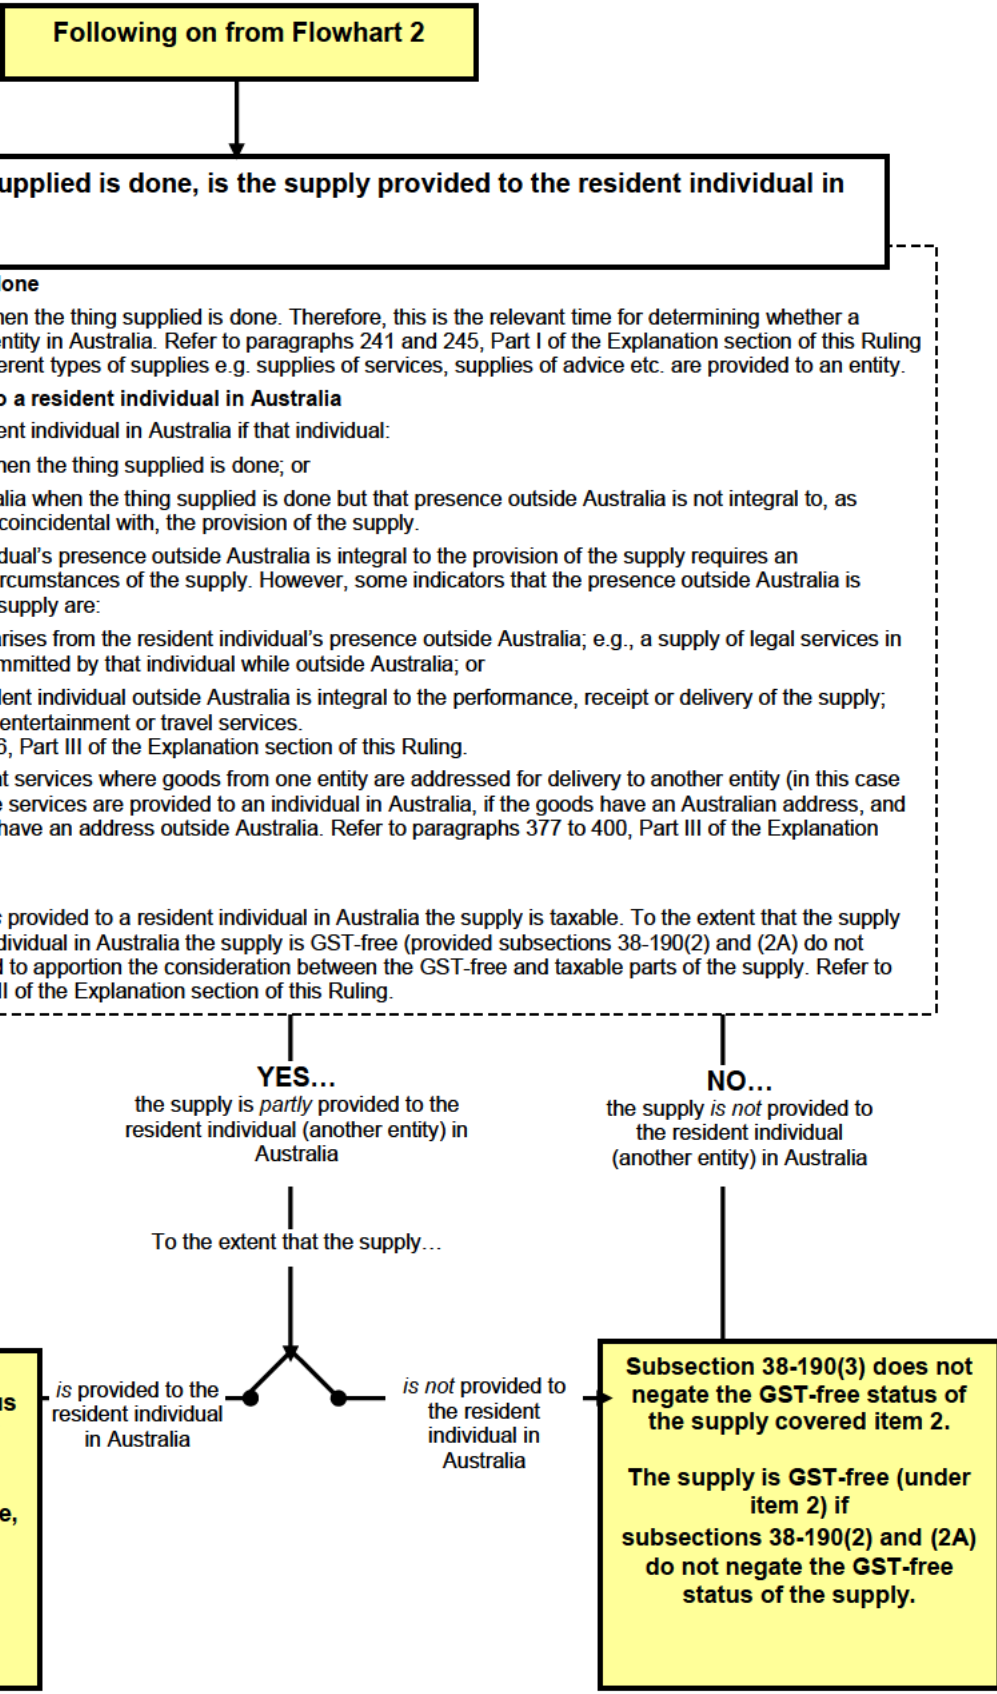 Following on from Flowhart 2
supplied is done, is the supply provided to the resident individual in
done
when the thing supplied is done. Therefore, this is the relevant time for determining whether a
entity in Australia. Refer to paragraphs 241 and 245, Part I of the Explanation section of this Ruling
different types of supplies e.g. supplies of services, supplies of advice etc. are provided to an entity.
to a resident individual in Australia
individual in Australia if that individual:
when the thing supplied is done; or
when the thing supplied is done but that presence outside Australia is not integral to, as
coincidental with, the provision of the supply.
presence outside Australia is integral to the provision of the supply requires an
circumstances of the supply. However, some indicators that the presence outside Australia is
supply are:
arises from the resident individual's presence outside Australia; e.g., a supply of legal services in
committed by that individual while outside Australia; or
individual outside Australia is integral to the performance, receipt or delivery of the supply;
entertainment or travel services.
6, Part III of the Explanation section of this Ruling.
services where goods from one entity are addressed for delivery to another entity (in this case
services are provided to an individual in Australia, if the goods have an Australian address, and
have an address outside Australia. Refer to paragraphs 377 to 400, Part III of the Explanation
provided to a resident individual in Australia the supply is taxable. To the extent that the supply
individual in Australia the supply is GST-free (provided subsections 38-190(2) and (2A) do not
to apportion the consideration between the GST-free and taxable parts of the supply. Refer to
of the Explanation section of this Ruling.
YES...
the supply is partly provided to the
resident individual (another entity) in
Australia
NO...
the supply is not provided to
the resident individual
(another entity) in Australia
To the extent that the supply...
us
e,
is provided to the
resident individual
in Australia
is not provided to
the resident
individual in
Australia
Subsection 38-190(3) does not
negate the GST-free status of
the supply covered item 2.
The supply is GST-free (under
item 2) if
subsections 38-190(2) and (2A)
do not negate the GST-free
status of the supply.